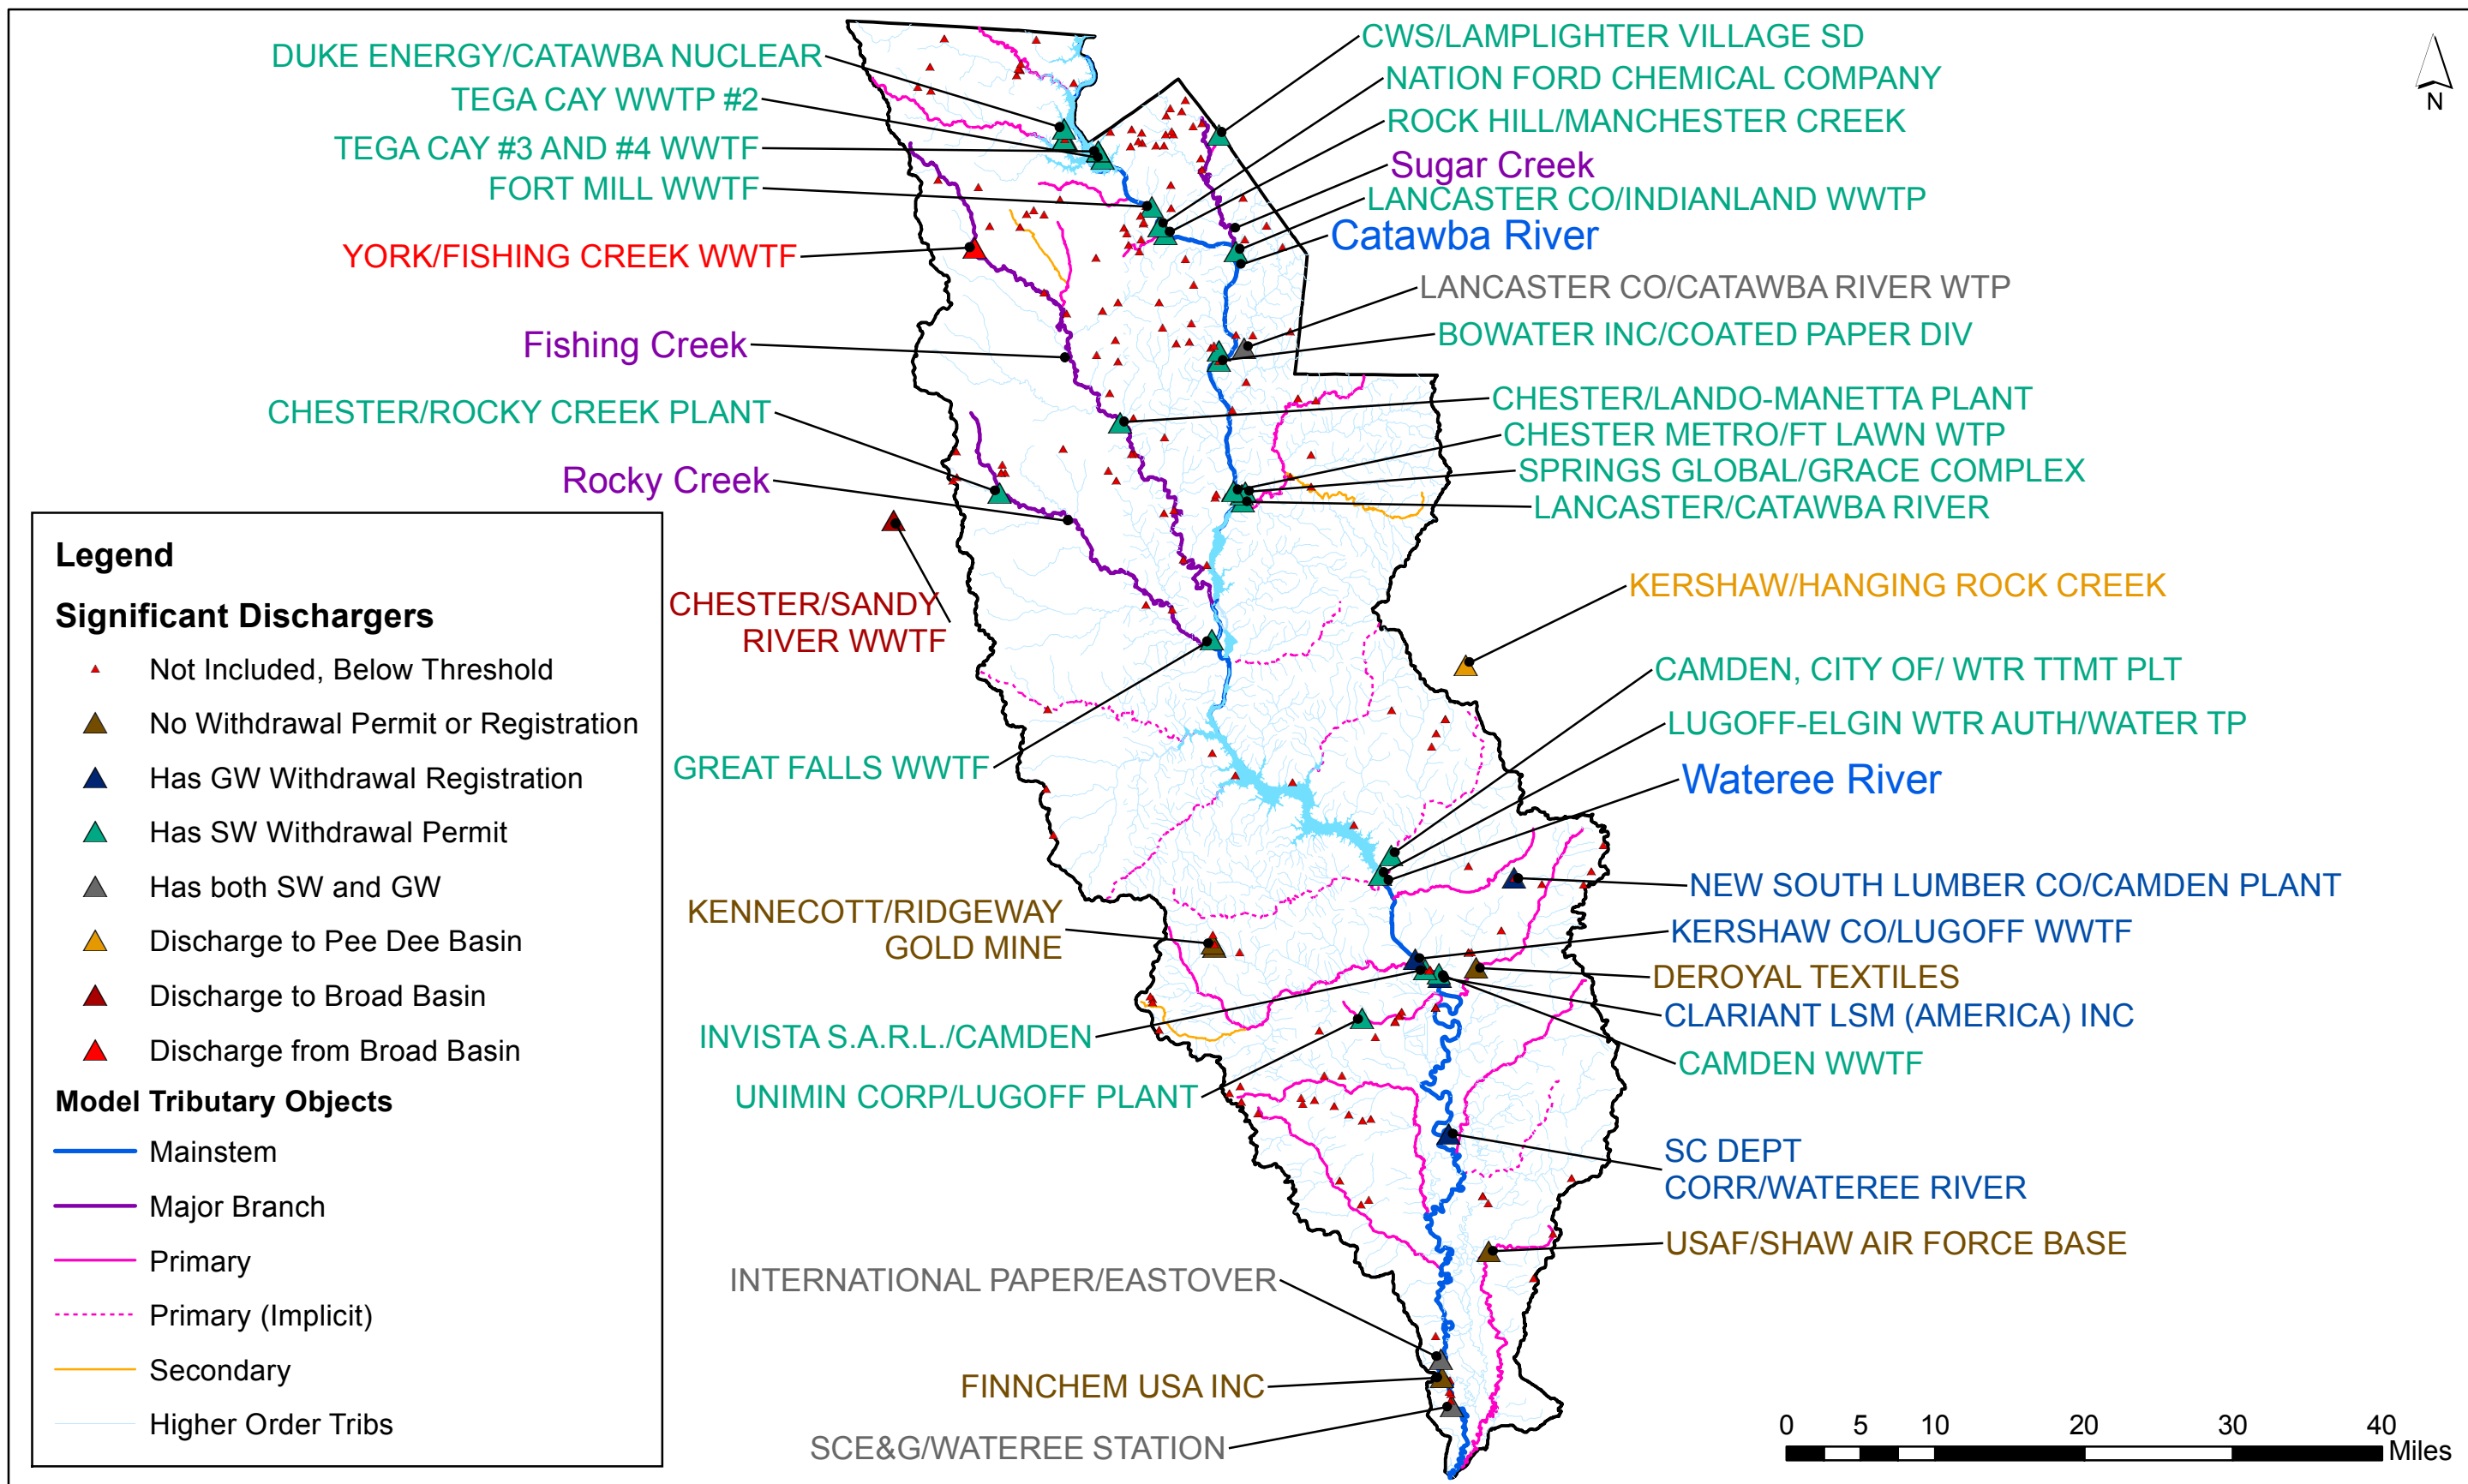 DUKE ENERGY/CATAWBA NUCLEAR
TEGA CAY WWTP #2
TEGA CAY #3 AND #4 WWTF
FORT MILL WWTF
YORK/FISHING CREEK WWTF
Fishing Creek
CHESTER/ROCKY CREEK PLANT
Rocky Creek
CHESTER/SANDY
RIVER WWTF
GREAT FALLS WWTF
KENNECOTT/RIDGEWAY
GOLD MINE
INVISTA S.A.R.L./CAMDEN
UNIMIN CORP/LUGOFF PLANT
INTERNATIONAL PAPER/EASTOVER
FINNCHEM USA INC
SCE&G/WATEREE STATION
CWS/LAMPLIGHTER VILLAGE SD
NATION FORD CHEMICAL COMPANY
ROCK HILL/MANCHESTER CREEK
Sugar Creek
LANCASTER CO/INDIANLAND WWTP
Catawba River
LANCASTER CO/CATAWBA RIVER WTP
BOWATER INC/COATED PAPER DIV
CHESTER/LANDO-MANETTA PLANT
CHESTER METRO/FT LAWN WTP
SPRINGS GLOBAL/GRACE COMPLEX
LANCASTER/CATAWBA RIVER
KERSHAW/HANGING ROCK CREEK
CAMDEN, CITY OF/ WTR TTMT PLT
LUGOFF-ELGIN WTR AUTH/WATER TP
Wateree River
NEW SOUTH LUMBER CO/CAMDEN PLANT
KERSHAW CO/LUGOFF WWTF
DEROYAL TEXTILES
CLARIANT LSM (AMERICA) INC
CAMDEN WWTF
SC DEPT
CORR/WATEREE RIVER
USAF/SHAW AIR FORCE BASE
N
Legend
Significant Dischargers
Not Included, Below Threshold
No Withdrawal Permit or Registration
Has GW Withdrawal Registration
Has SW Withdrawal Permit
Has both SW and GW
Discharge to Pee Dee Basin
Discharge to Broad Basin
Discharge from Broad Basin
Model Tributary Objects
Mainstem
Major Branch
Primary
Primary (Implicit)
Secondary
Higher Order Tribs
0 5 10 20 30 40
Miles